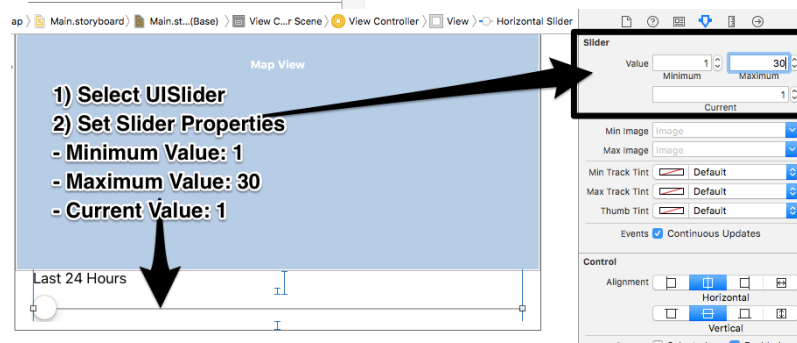 ap 〉 Main.storyboard 〉 Main.st...(Base) 〉 View C...r Scene 〉 View Controller 〉 View 〉 Horizontal Slider
Map View
1) Select UISlider
2) Set Slider Properties
- Minimum Value: 1
- Maximum Value: 30
- Current Value: 1
Last 24 Hours
Slider
Value 1 30
Minimum Maximum
1
Current
Min Image Image
Max Image Image
Min Track Tint Default
Max Track Tint Default
Thumb Tint Default
Events Continuous Updates
Control
Alignment
Horizontal
Vertical